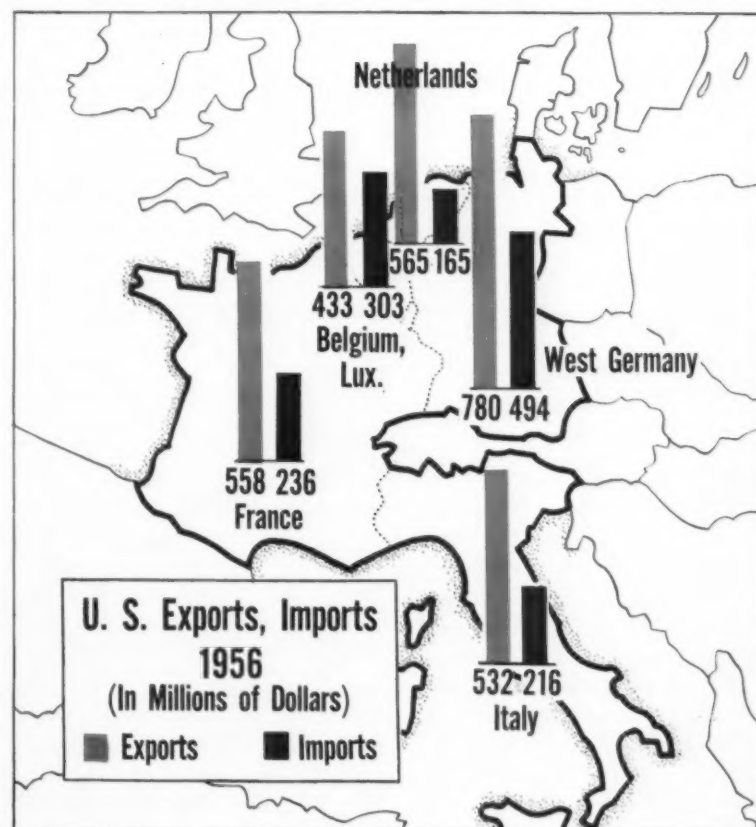 Netherlands
565 165
433 303
Belgium,
Lux.
West Germany
780 494
558 236
France
532 216
Italy
U. S. Exports, Imports
1956
(In Millions of Dollars)
Exports Imports